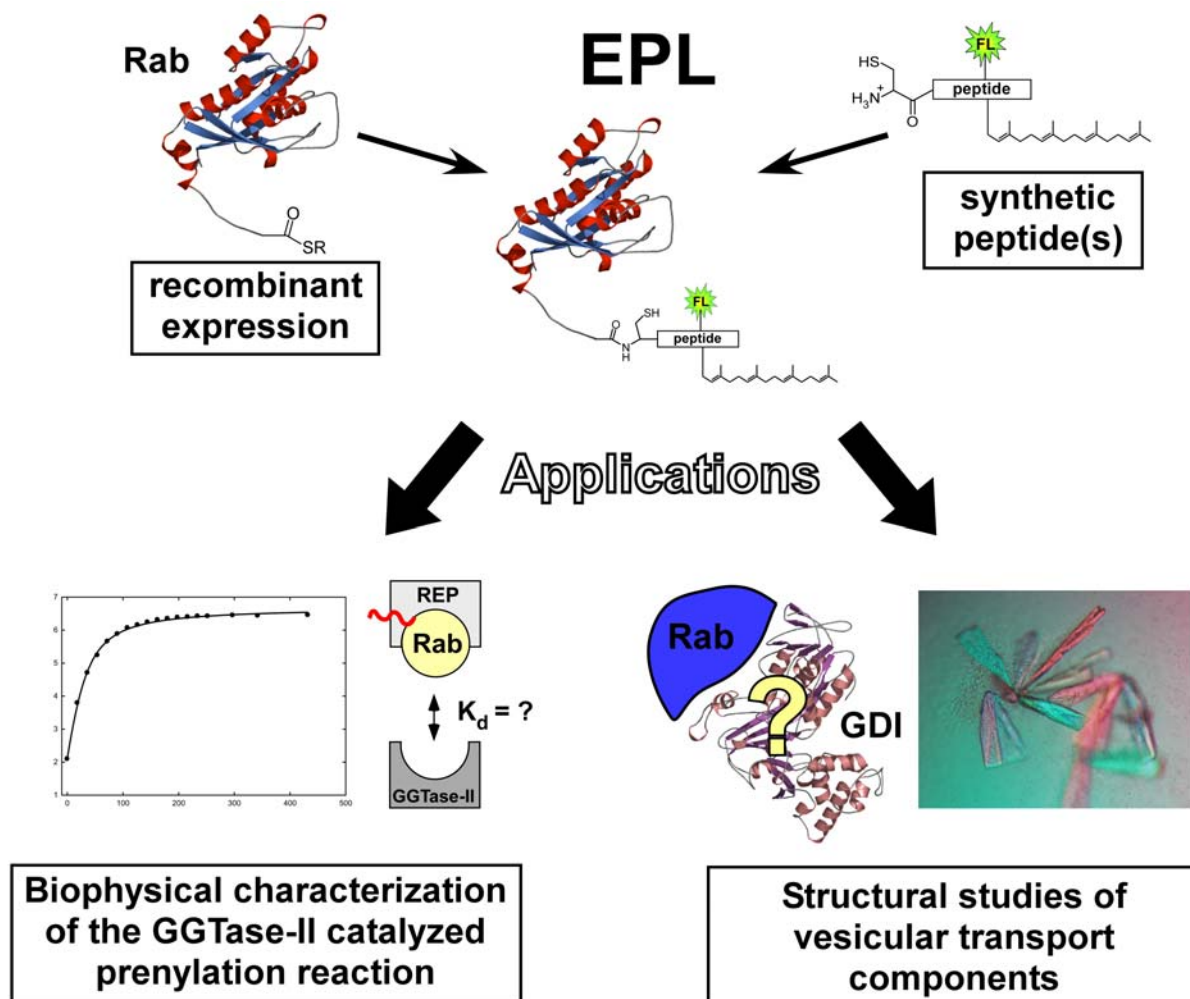 Rab
EPL
FL
HS
H3N+
peptide
O
O
SR
recombinant
expression
synthetic
peptide(s)
FL
SH
O
N
H
peptide
Applications
7
6
5
4
3
2
1
0
100
200
300
400
500
REP
Rab
Kd = ?
GGTase-II
Rab
?
GDI
Biophysical characterization
of the GGTase-II catalyzed
prenylation reaction
Structural studies of
vesicular transport
components